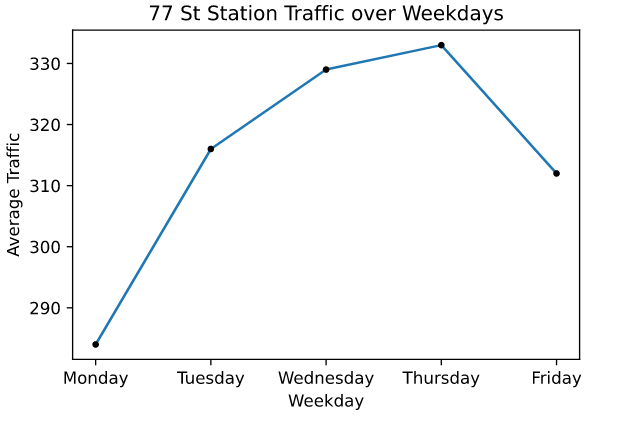 77 St Station Traffic over Weekdays
Average Traffic
330
320
310
300
290
Monday Tuesday Wednesday Thursday Friday
Weekday